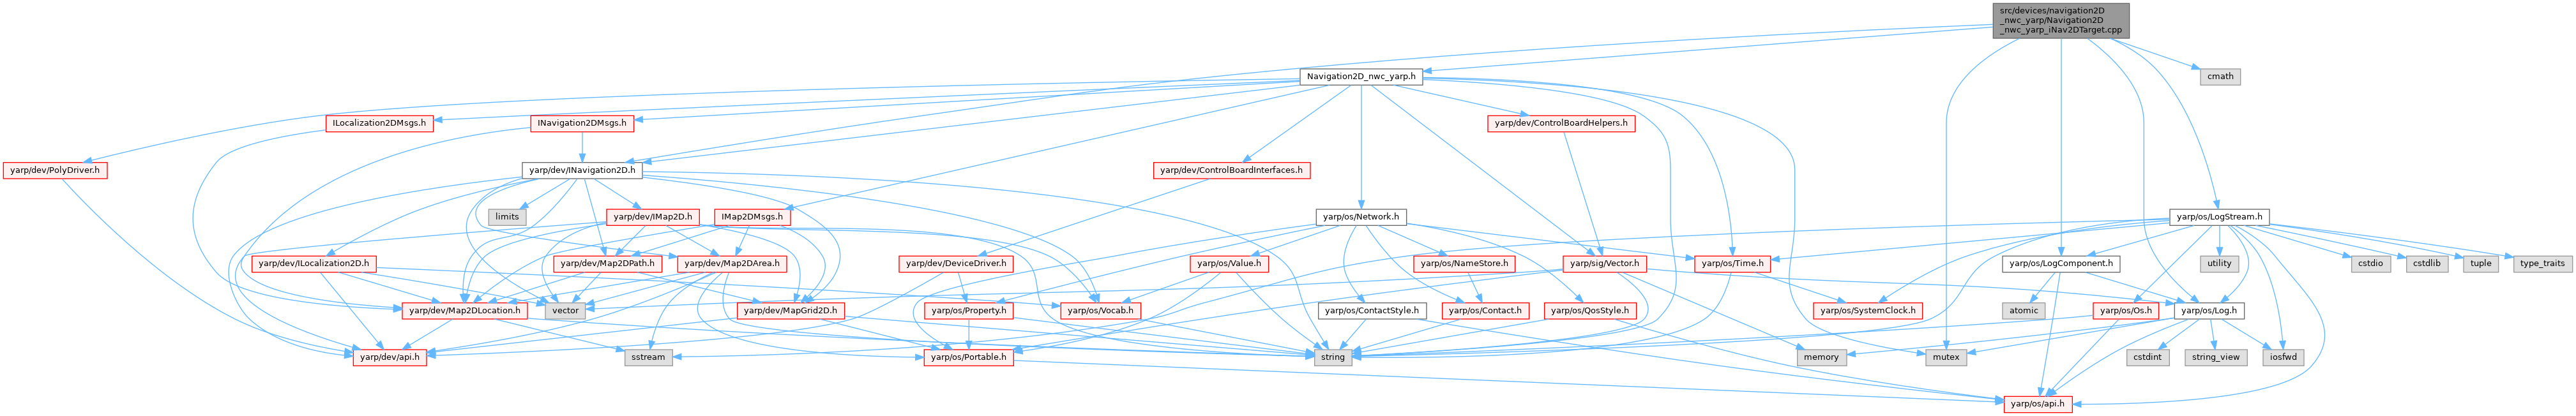 src/devices/navigation2D
_nwc_yarp/Navigation2D
_nwc_yarp_iNav2DTarget.cpp
Navigation2D_nwc_yarp.h
cmath
ILocalization2DMsgs.h
INavigation2DMsgs.h
yarp/dev/ControlBoardHelpers.h
yarp/dev/PolyDriver.h
yarp/dev/INavigation2D.h
yarp/dev/ControlBoardInterfaces.h
limits
yarp/dev/IMap2D.h
IMap2DMsgs.h
yarp/os/Network.h
yarp/os/LogStream.h
yarp/dev/ILocalization2D.h
yarp/dev/Map2DPath.h
yarp/dev/Map2DArea.h
yarp/dev/DeviceDriver.h
yarp/os/Value.h
yarp/os/NameStore.h
yarp/sig/Vector.h
yarp/os/Time.h
yarp/os/LogComponent.h
utility
cstdio
cstdlib
tuple
type_traits
yarp/dev/Map2DLocation.h
vector
yarp/dev/MapGrid2D.h
yarp/os/Property.h
yarp/os/Vocab.h
yarp/os/ContactStyle.h
yarp/os/Contact.h
yarp/os/QosStyle.h
yarp/os/SystemClock.h
atomic
yarp/os/Os.h
yarp/os/Log.h
yarp/dev/api.h
sstream
yarp/os/Portable.h
string
memory
mutex
cstdint
string_view
iosfwd
yarp/os/api.h